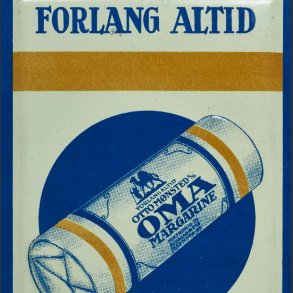 FORLANG ALTID
OTTO MØNSTED A/S
OMA
MARGARINE